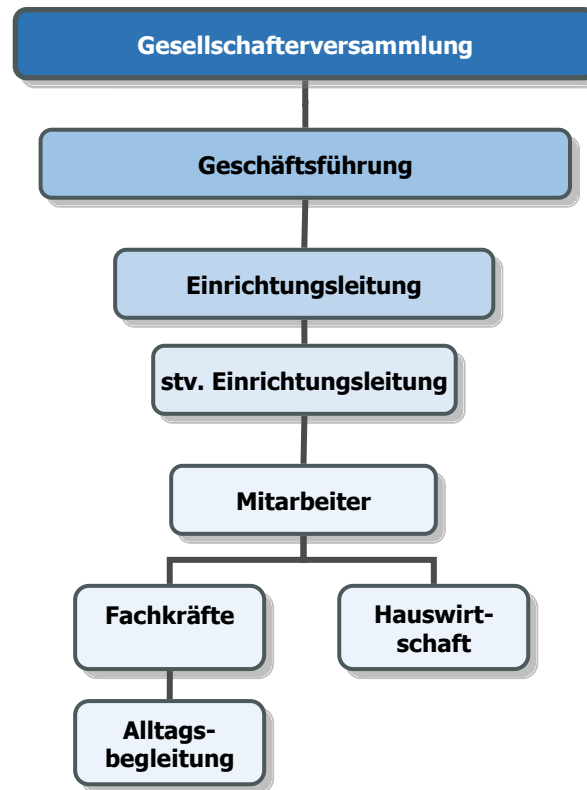 Gesellschafterversammlung
Geschäftsführung
Einrichtungsleitung
stv. Einrichtungsleitung
Mitarbeiter
Fachkräfte
Hauswirt-
schaft
Alltags-
begleitung